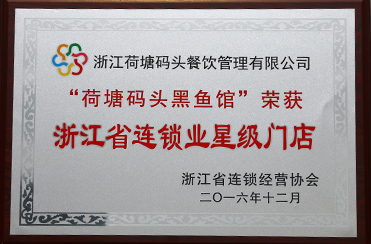 浙江荷塘码头餐饮管理有限公司
“荷塘码头黑鱼馆”荣获
浙江省连锁业星级门店
浙江省连锁经营协会
二〇一六年十二月